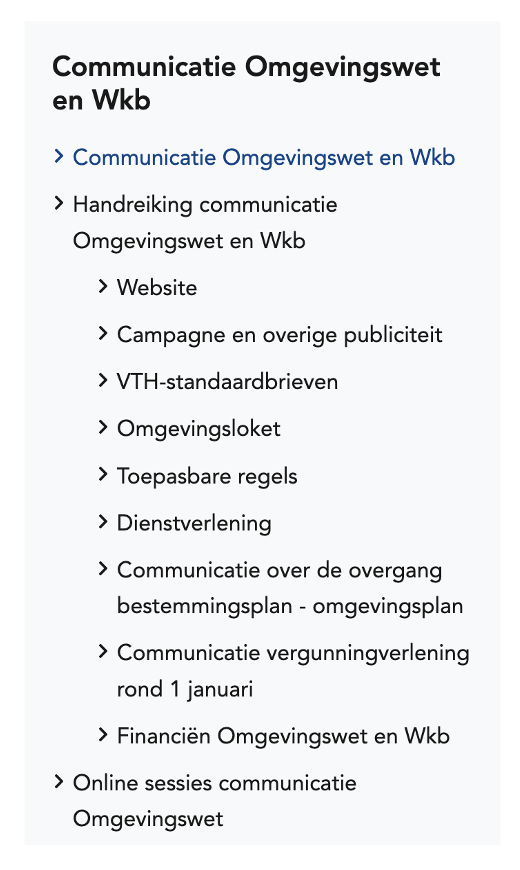 Communicatie Omgevingswet
en Wkb
Communicatie Omgevingswet en Wkb
Handreiking communicatie
Omgevingswet en Wkb
Website
Campagne en overige publiciteit
VTH-standaardbrieven
Omgevingsloket
Toepasbare regels
Dienstverlening
Communicatie over de overgang
bestemmingsplan - omgevingsplan
Communicatie vergunningverlening
rond 1 januari
Financiën Omgevingswet en Wkb
Online sessies communicatie
Omgevingswet